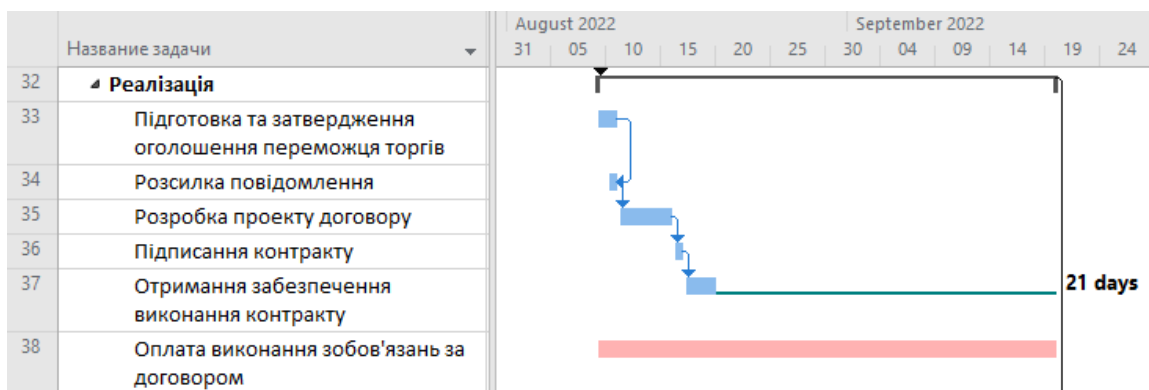 August 2022 September 2022
Название задачи 31 05 10 15 20 25 30 04 09 14 19 24
32 Реалізація
33 Підготовка та затвердження
оголошення переможця торгів
34 Розсилка повідомлення
35 Розробка проекту договору
36 Підписання контракту
37 Отримання забезпечення 21 days
виконання контракту
38 Оплата виконання зобов'язань за
договором